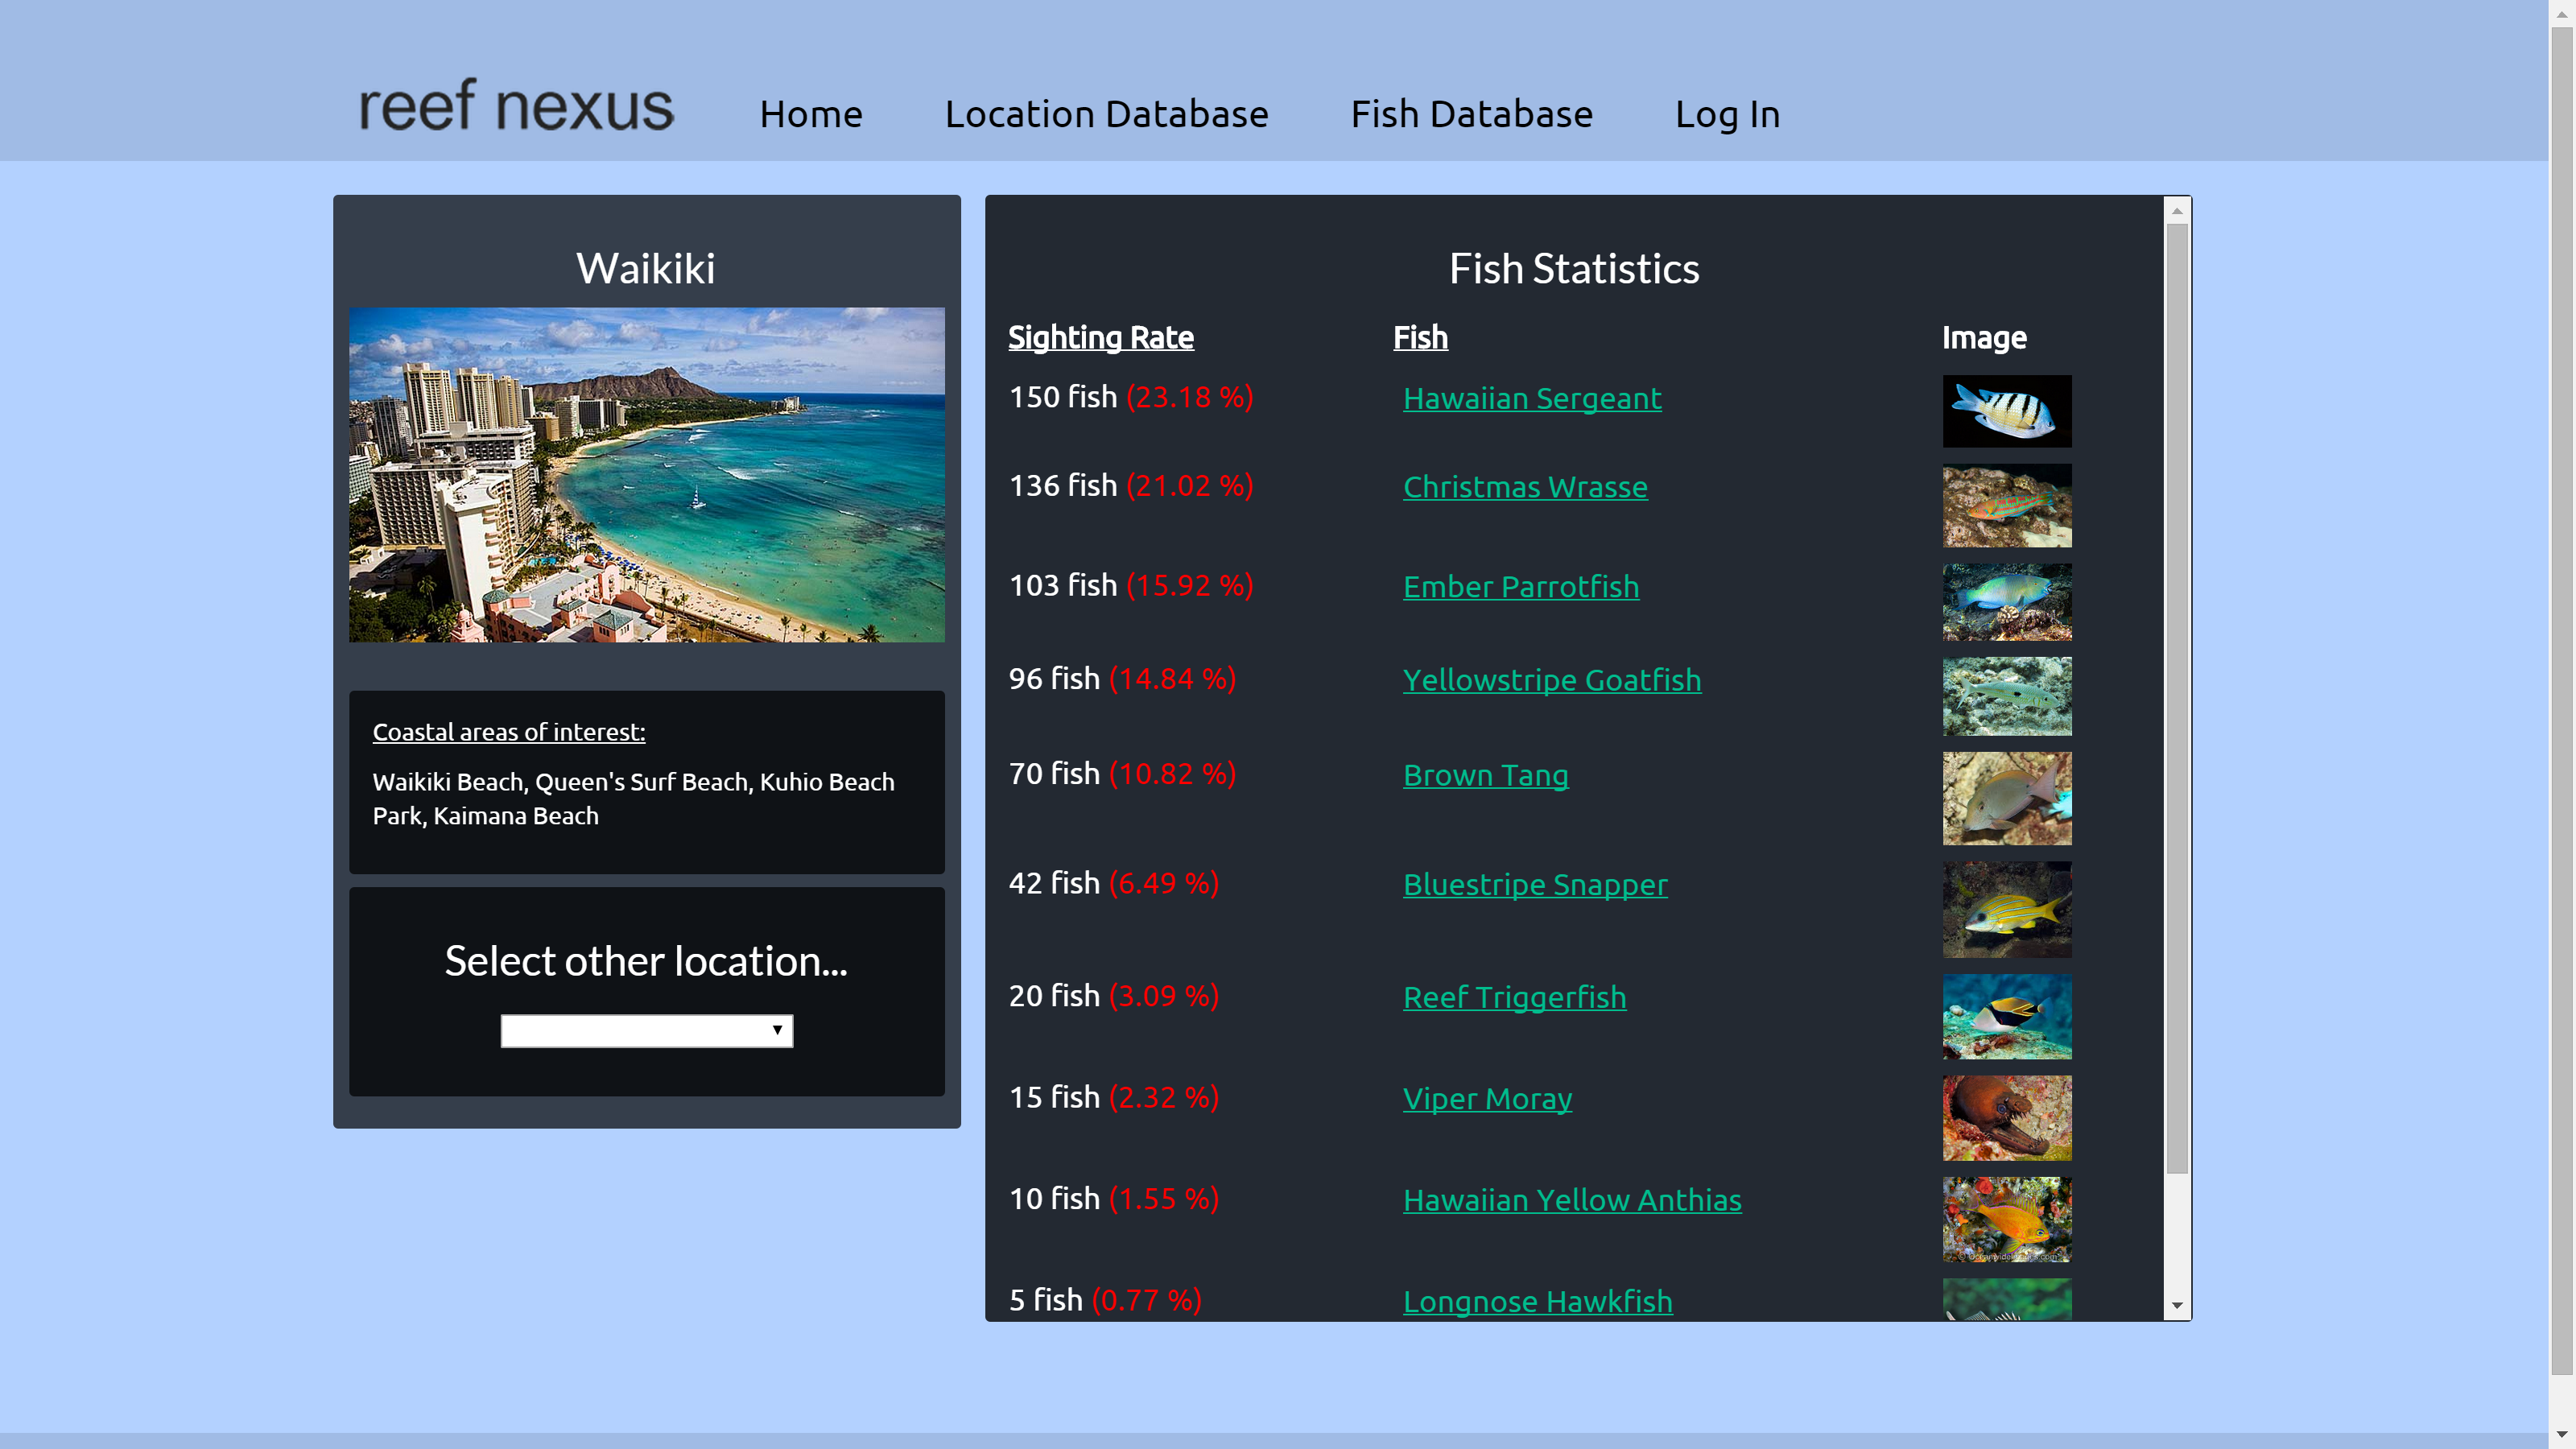 reef nexus
Home
Location Database
Fish Database
Log In
Waikiki
Coastal areas of interest:
Waikiki Beach, Queen's Surf Beach, Kuhio Beach
Park, Kaimana Beach
Select other location...
Fish Statistics
Sighting Rate Fish Image
150 fish (23.18 %) Hawaiian Sergeant
136 fish (21.02 %) Christmas Wrasse
103 fish (15.92 %) Ember Parrotfish
96 fish (14.84 %) Yellowstripe Goatfish
70 fish (10.82 %) Brown Tang
42 fish (6.49 %) Bluestripe Snapper
20 fish (3.09 %) Reef Triggerfish
15 fish (2.32 %) Viper Moray
10 fish (1.55 %) Hawaiian Yellow Anthias
5 fish (0.77 %) Longnose Hawkfish